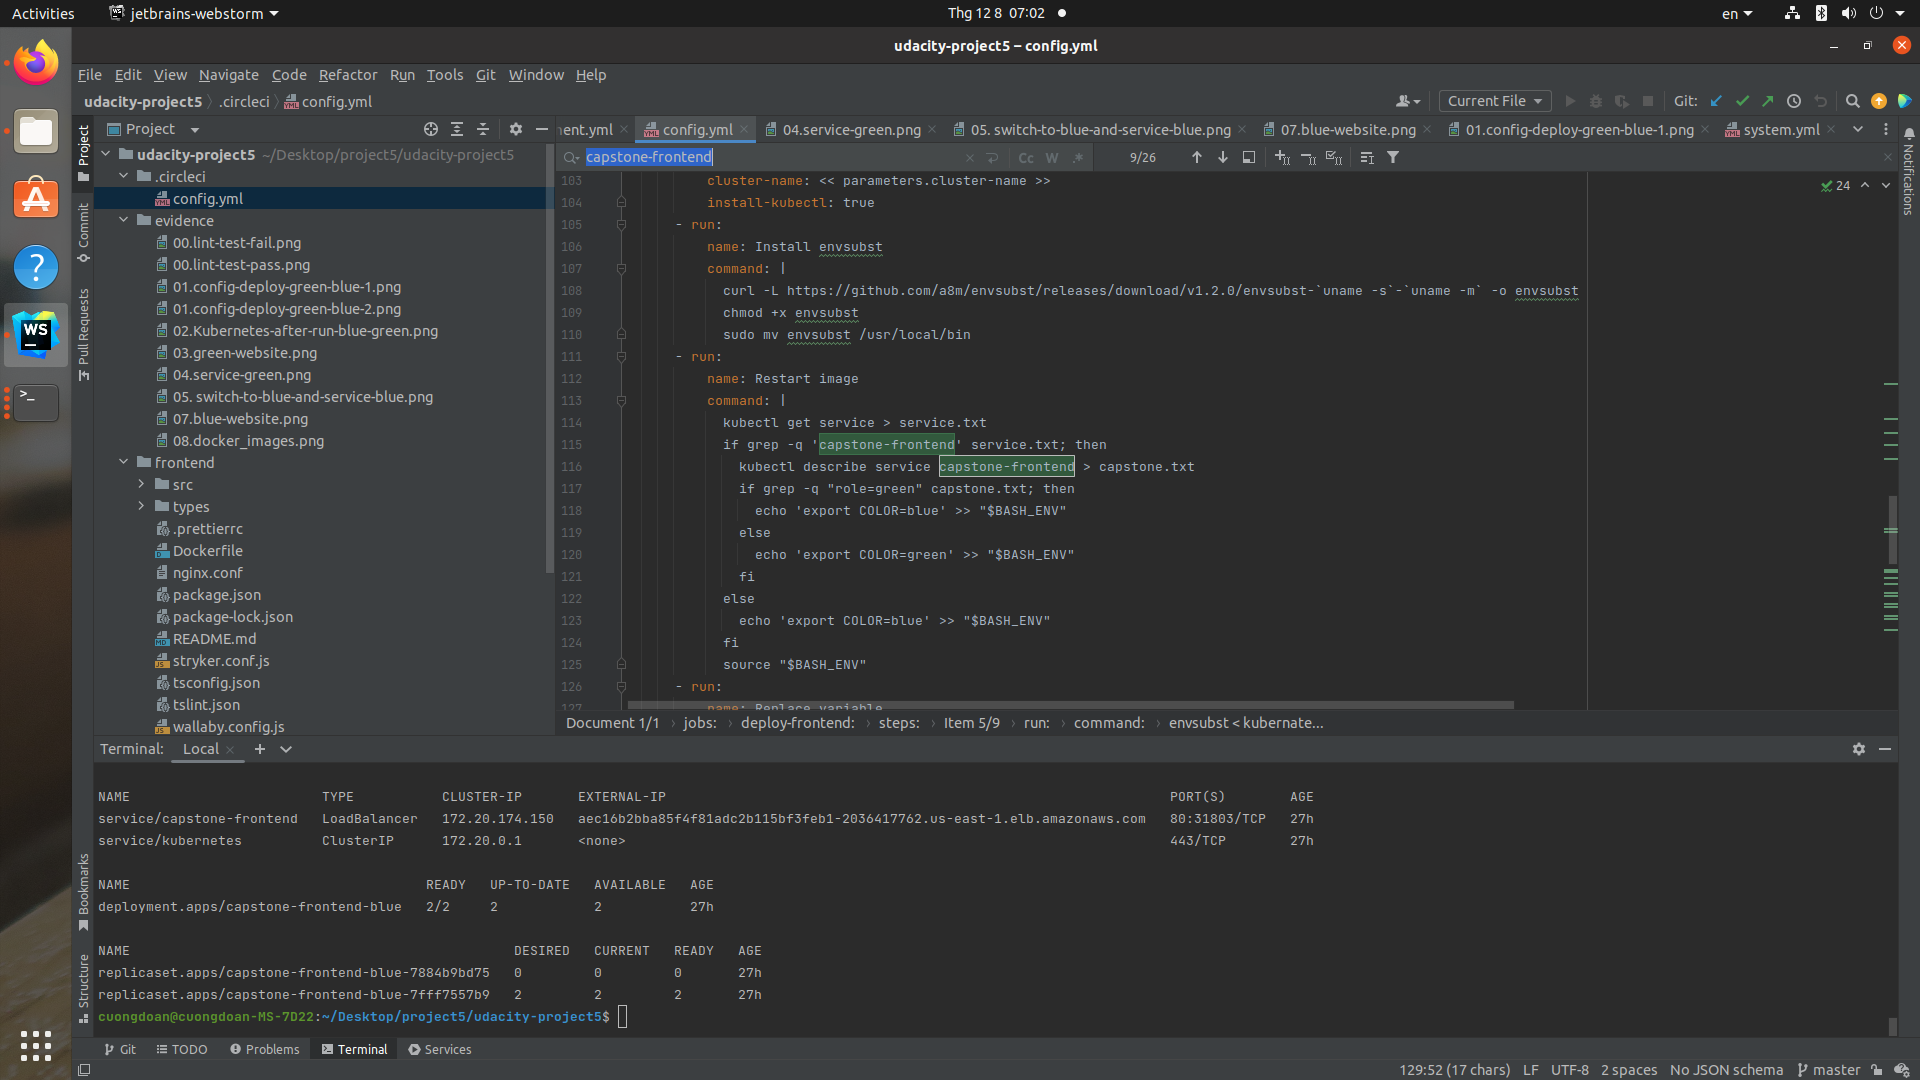 Activities
jetbrains-webstorm
Thg 12 8 07:02
en
udacity-project5 – config.yml
File Edit View Navigate Code Refactor Run Tools Git Window Help
udacity-project5 .circleci config.yml
Current File
Git:
Project
ment.yml config.yml 04.service-green.png 05. switch-to-blue-and-service-blue.png 07.blue-website.png 01.config-deploy-green-blue-1.png system.yml
capstone-frontend
Cc W .*
9/26
24
Project
Commit
Pull Requests
Bookmarks
Structure
Notifications
udacity-project5 ~/Desktop/project5/udacity-project5
.circleci
config.yml
evidence
00.lint-test-fail.png
00.lint-test-pass.png
01.config-deploy-green-blue-1.png
01.config-deploy-green-blue-2.png
02.Kubernetes-after-run-blue-green.png
03.green-website.png
04.service-green.png
05. switch-to-blue-and-service-blue.png
07.blue-website.png
08.docker_images.png
frontend
src
types
.prettierrc
Dockerfile
nginx.conf
package.json
package-lock.json
README.md
stryker.conf.js
tsconfig.json
tslint.json
wallaby.config.js
103 cluster-name: << parameters.cluster-name >>
104 install-kubectl: true
105 - run:
106 name: Install envsubst
107 command: |
108 curl -L https://github.com/a8m/envsubst/releases/download/v1.2.0/envsubst-`uname -s`-`uname -m` -o envsubst
109 chmod +x envsubst
110 sudo mv envsubst /usr/local/bin
111 - run:
112 name: Restart image
113 command: |
114 kubectl get service > service.txt
115 if grep -q 'capstone-frontend' service.txt; then
116 kubectl describe service capstone-frontend > capstone.txt
117 if grep -q "role=green" capstone.txt; then
118 echo 'export COLOR=blue' >> "$BASH_ENV"
119 else
120 echo 'export COLOR=green' >> "$BASH_ENV"
121 fi
122 else
123 echo 'export COLOR=blue' >> "$BASH_ENV"
124 fi
125 source "$BASH_ENV"
126 - run:
127 name: Replace variable
Document 1/1 › jobs: › deploy-frontend: › steps: › Item 5/9 › run: › command: › envsubst < kubernate...
Terminal: Local
NAME TYPE CLUSTER-IP EXTERNAL-IP PORT(S) AGE
service/capstone-frontend LoadBalancer 172.20.174.150 aec16b2bba85f4f81adc2b115bf3feb1-2036417762.us-east-1.elb.amazonaws.com 80:31803/TCP 27h
service/kubernetes ClusterIP 172.20.0.1 <none> 443/TCP 27h
NAME READY UP-TO-DATE AVAILABLE AGE
deployment.apps/capstone-frontend-blue 2/2 2 2 27h
NAME DESIRED CURRENT READY AGE
replicaset.apps/capstone-frontend-blue-7884b9bd75 0 0 0 27h
replicaset.apps/capstone-frontend-blue-7fff7557b9 2 2 2 27h
cuongdoan@cuongdoan-MS-7D22:~/Desktop/project5/udacity-project5$
Git TODO Problems Terminal Services
129:52 (17 chars) LF UTF-8 2 spaces No JSON schema master